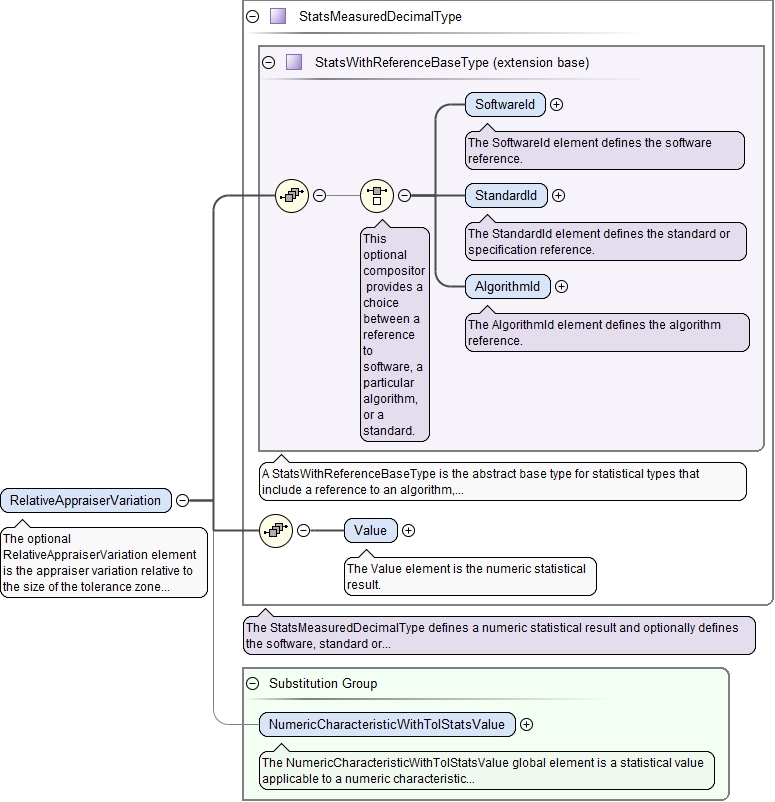 StatsMeasuredDecimalType
StatsWithReferenceBaseType (extension base)
SoftwareId
The SoftwareId element defines the software
reference.
StandardId
The StandardId element defines the standard or
specification reference.
This
optional
compositor
provides a
choice
between a
reference
to
software, a
particular
algorithm,
or a
standard.
AlgorithmId
The AlgorithmId element defines the algorithm
reference.
A StatsWithReferenceBaseType is the abstract base type for statistical types that
include a reference to an algorithm,...
RelativeAppraiserVariation
The optional
RelativeAppraiserVariation element
is the appraiser variation relative to
the size of the tolerance zone...
Value
The Value element is the numeric statistical
result.
The StatsMeasuredDecimalType defines a numeric statistical result and optionally defines
the software, standard or...
Substitution Group
NumericCharacteristicWithTolStatsValue
The NumericCharacteristicWithTolStatsValue global element is a statistical value
applicable to a numeric characteristic...